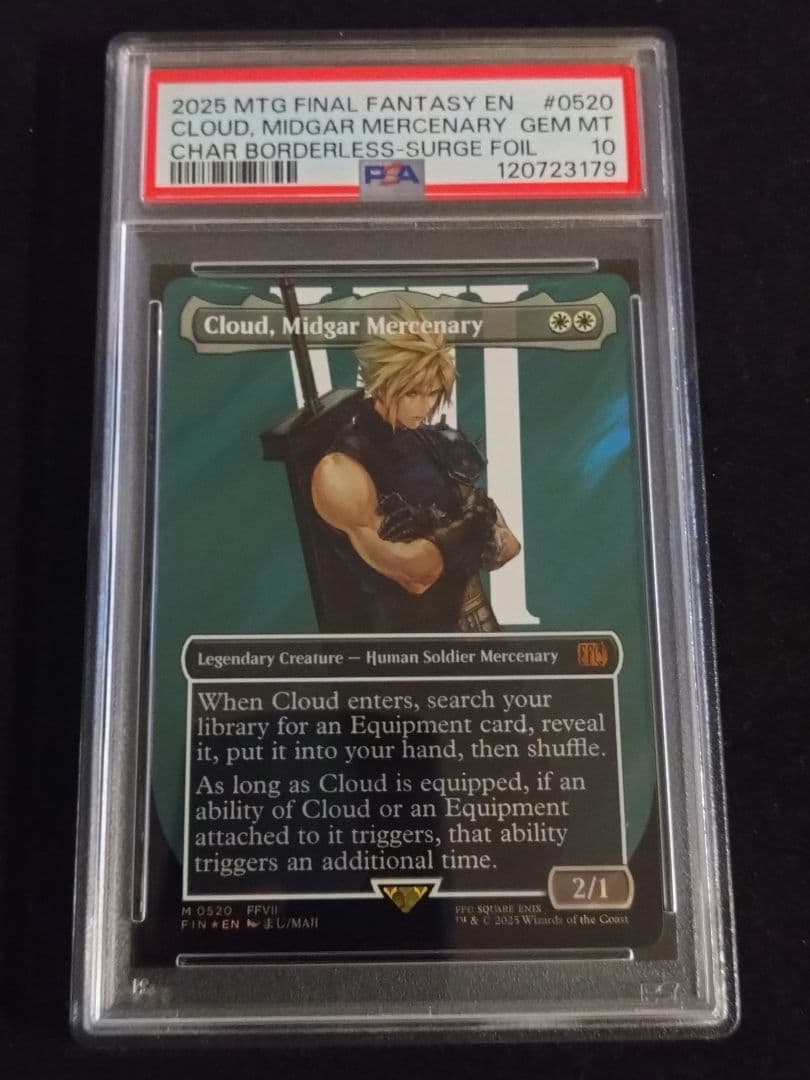 2025 MTG FINAL FANTASY EN #0520
CLOUD, MIDGAR MERCENARY GEM MT
CHAR BORDERLESS-SURGE FOIL 10
PSA 120723179
VII
Cloud, Midgar Mercenary
Legendary Creature — Human Soldier Mercenary
When Cloud enters, search your
library for an Equipment card, reveal
it, put it into your hand, then shuffle.
As long as Cloud is equipped, if an
ability of Cloud or an Equipment
attached to it triggers, that ability
triggers an additional time.
2/1
M 0520 FFVII
FIN★EN まじ/MAJI
SQUARE ENIX
™ & © 2025 Wizards of the Coast